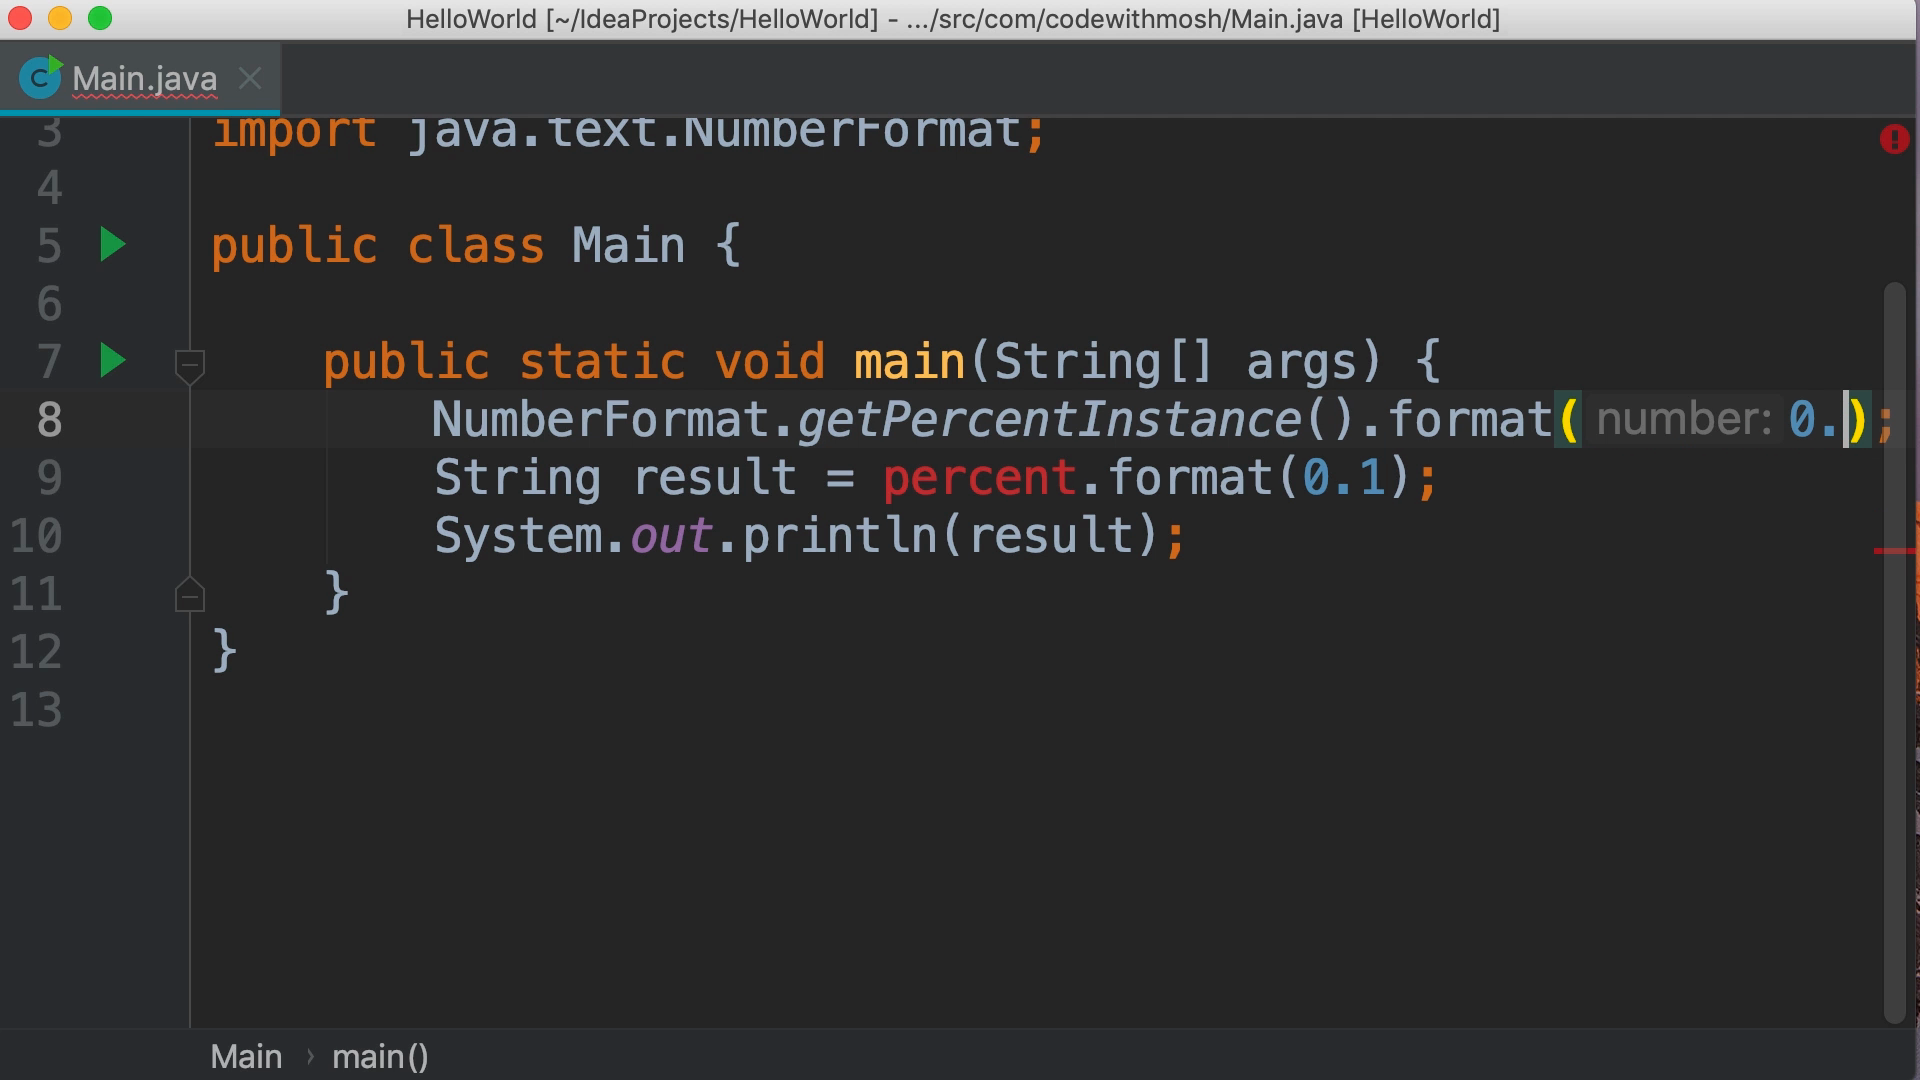 HelloWorld [~/IdeaProjects/HelloWorld] - .../src/com/codewithmosh/Main.java [HelloWorld]
C Main.java
3 import java.text.NumberFormat;
4
5 public class Main {
6
7 public static void main(String[] args) {
8 NumberFormat.getPercentInstance().format( number: 0.);
9 String result = percent.format(0.1);
10 System.out.println(result);
11 }
12 }
13
Main › main()